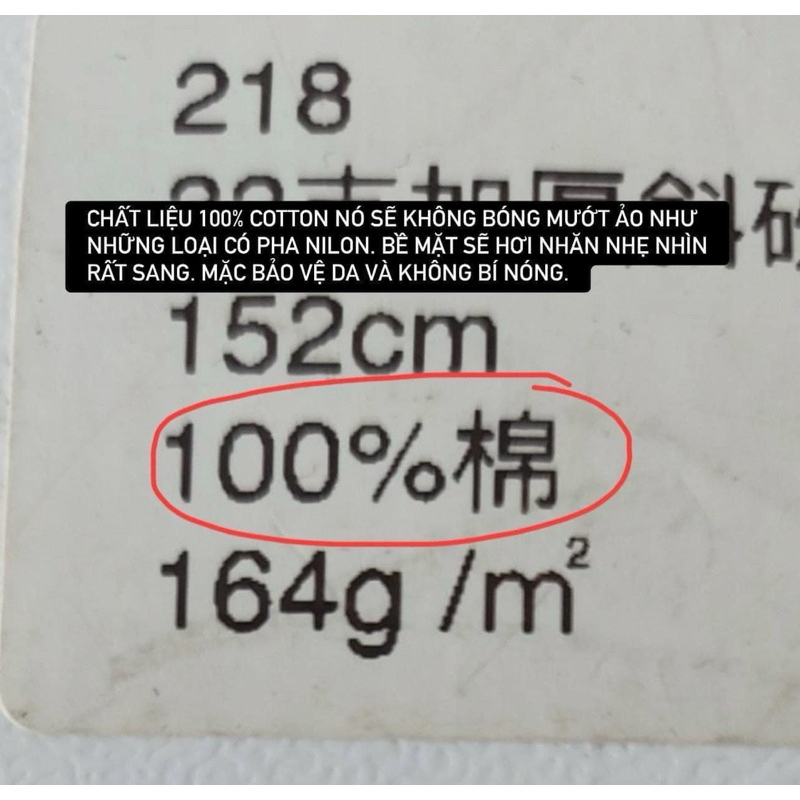 218
CHẤT LIỆU 100% COTTON NÓ SẼ KHÔNG BÓNG MƯỚT ẢO NHƯ
NHỮNG LOẠI CÓ PHA NILON. BỀ MẶT SẼ HƠI NHĂN NHẸ NHÌN
RẤT SANG. MẶC BẢO VỆ DA VÀ KHÔNG BÍ NÓNG.
152cm
100%棉
164g /m²